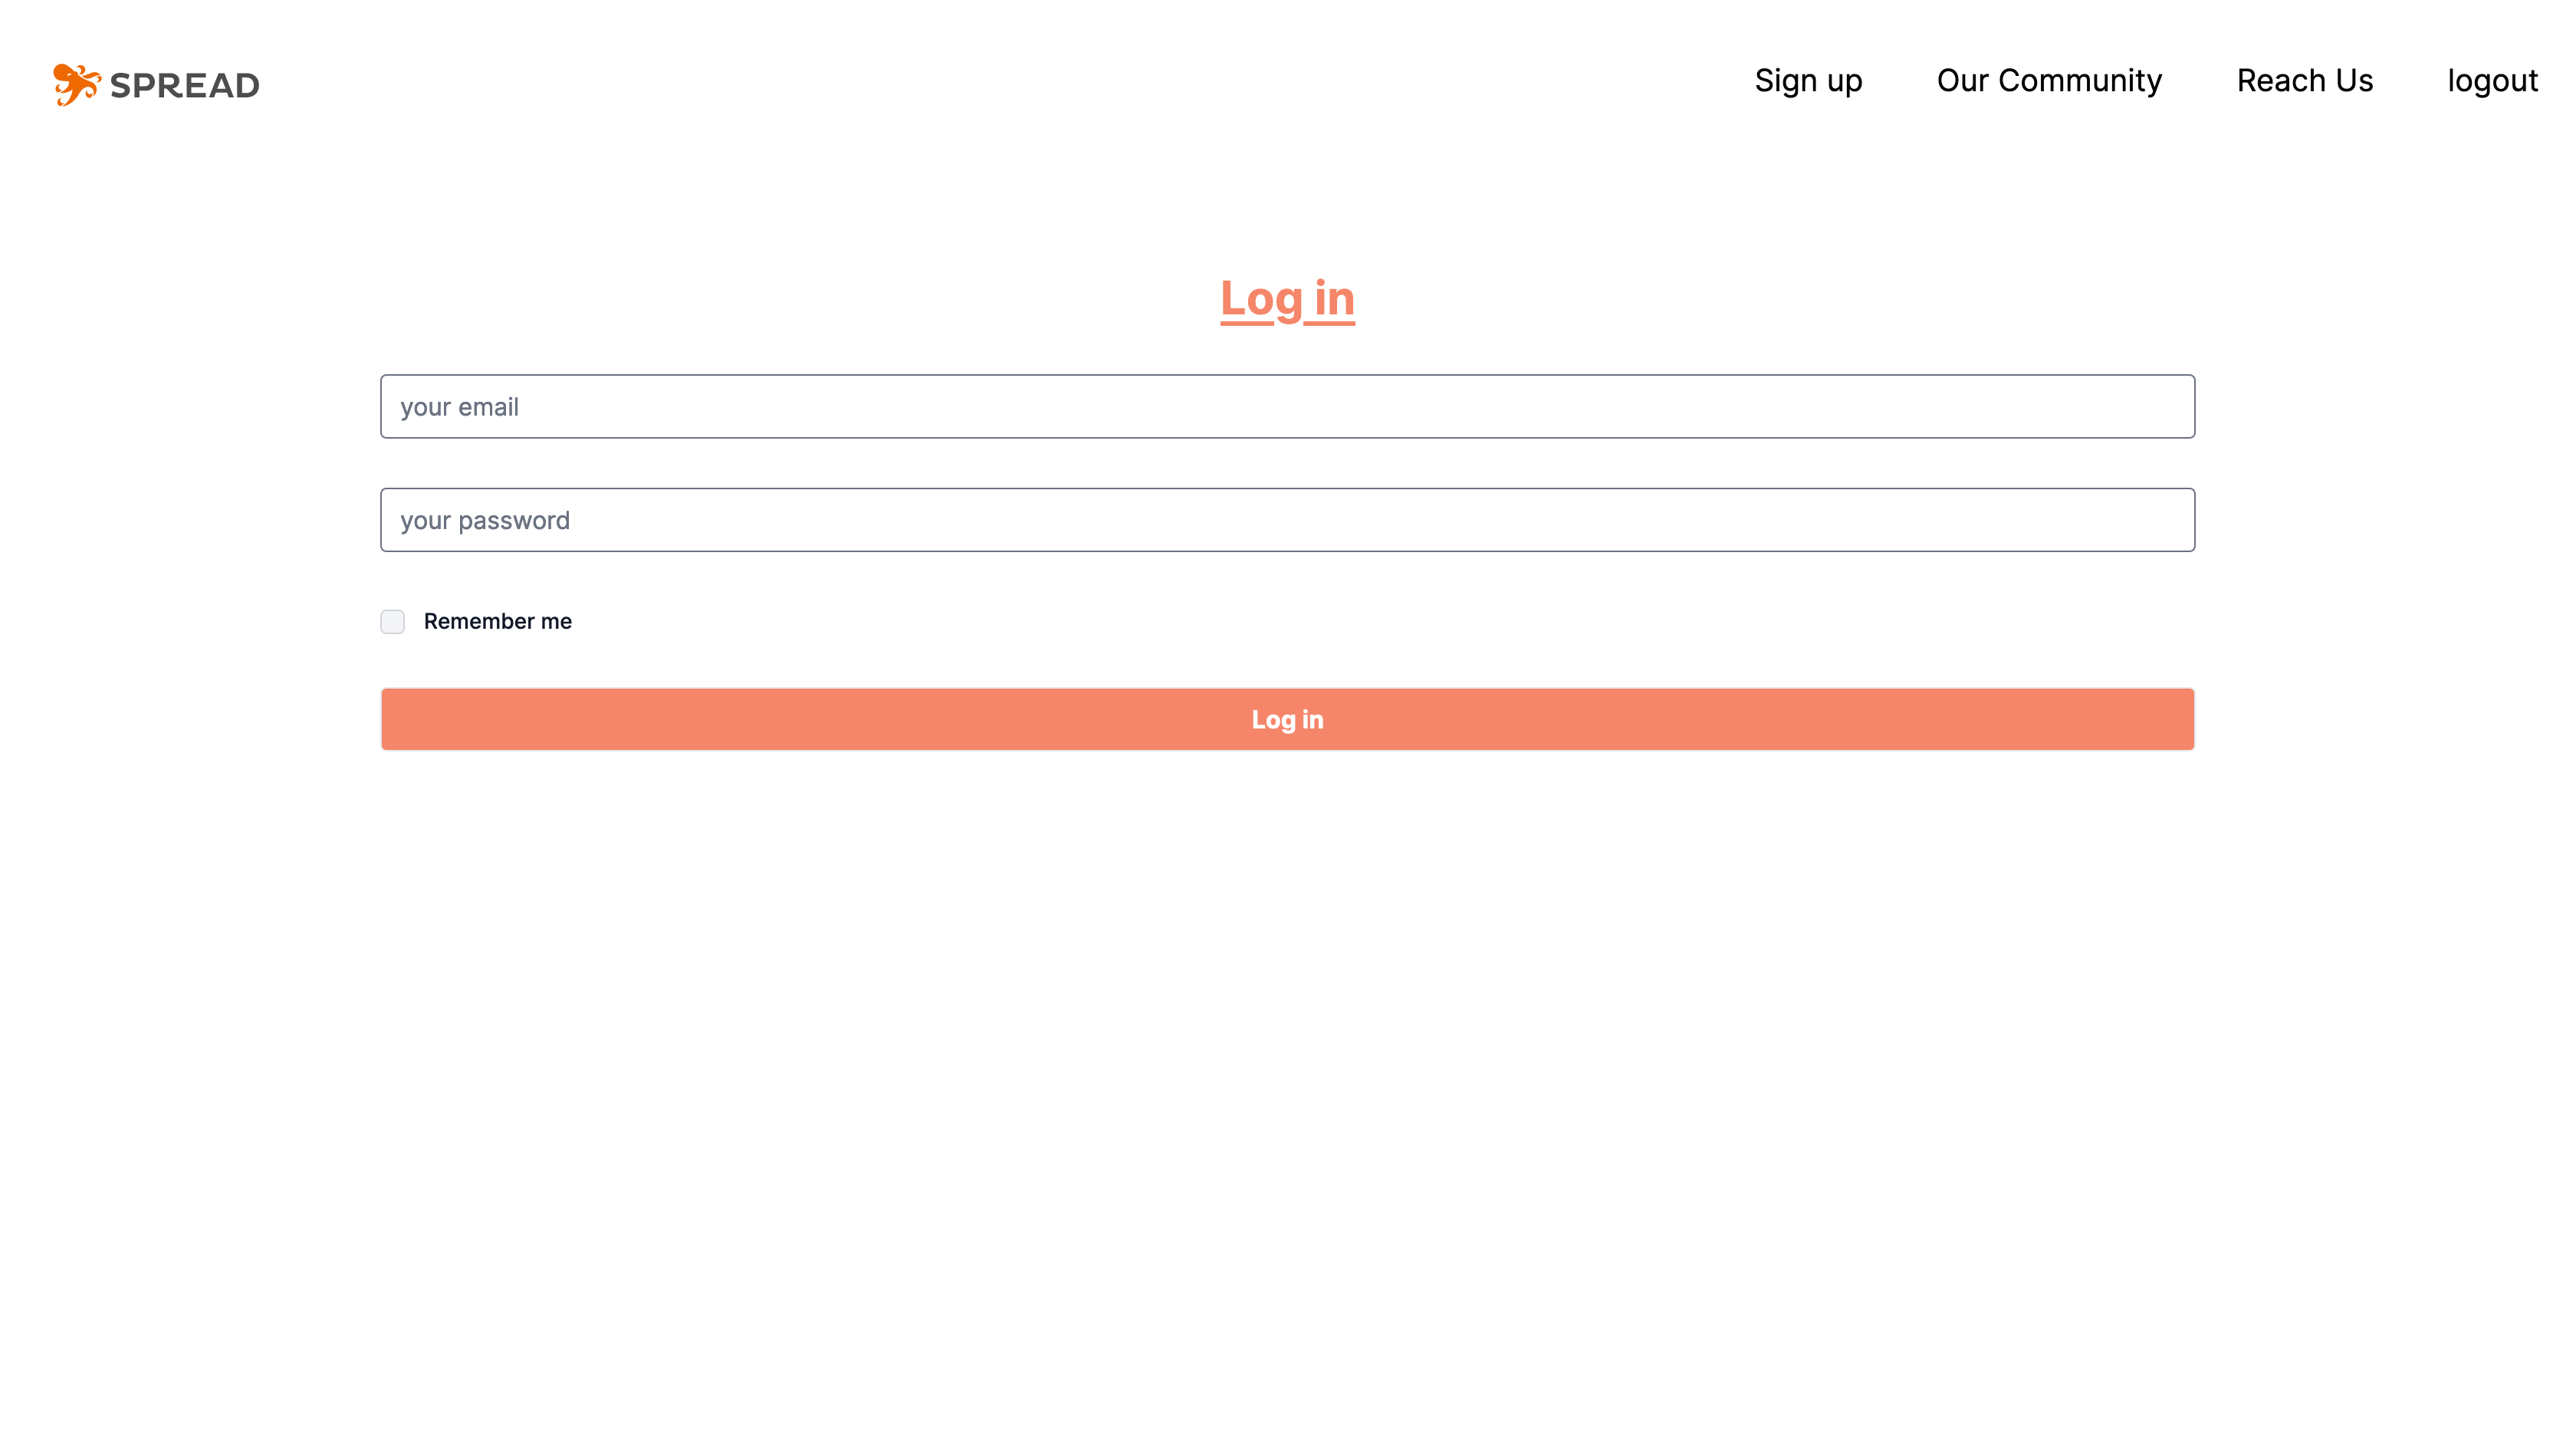 SPREAD
Sign up
Our Community
Reach Us
logout
Log in
your email
your password
Remember me
Log in